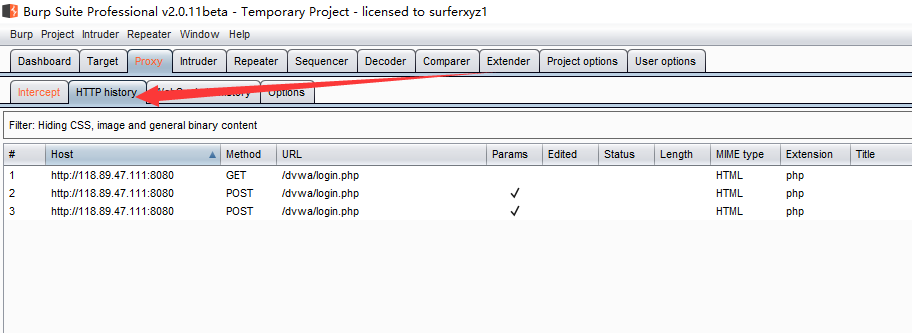 Burp Suite Professional v2.0.11beta - Temporary Project - licensed to surferxyz1
Burp Project Intruder Repeater Window Help
Dashboard Target Proxy Intruder Repeater Sequencer Decoder Comparer Extender Project options User options
Intercept HTTP history history Options
Filter: Hiding CSS, image and general binary content
# Host Method URL Params Edited Status Length MIME type Extension Title
1 http://118.89.47.111:8080 GET /dvwa/login.php HTML php
2 http://118.89.47.111:8080 POST /dvwa/login.php ✓ HTML php
3 http://118.89.47.111:8080 POST /dvwa/login.php ✓ HTML php